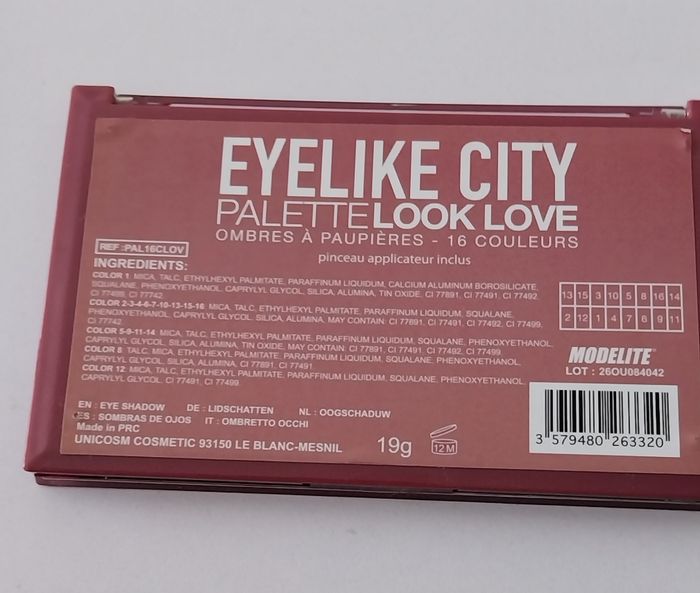 EYELIKE CITY
PALETTE LOOK LOVE
OMBRES À PAUPIÈRES - 16 COULEURS
pinceau applicateur inclus
REF:PAL16CLOV
INGREDIENTS:
COLOR 1: MICA, TALC, ETHYLHEXYL PALMITATE, PARAFFINUM LIQUIDUM, CALCIUM ALUMINUM BOROSILICATE,
SQUALANE, PHENOXYETHANOL, CAPRYLYL GLYCOL, SILICA, ALUMINA, TIN OXIDE, CI 77891, CI 77491, CI 77492,
CI 77499, CI 77742
COLOR 2-3-4-6-7-10-13-15-16: MICA, TALC, ETHYLHEXYL PALMITATE, PARAFFINUM LIQUIDUM, SQUALANE,
PHENOXYETHANOL, CAPRYLYL GLYCOL, SILICA, ALUMINA, MAY CONTAIN: CI 77891, CI 77491, CI 77492, CI 77499,
CI 77742
COLOR 5-9-11-14: MICA, TALC, ETHYLHEXYL PALMITATE, PARAFFINUM LIQUIDUM, SQUALANE, PHENOXYETHANOL,
CAPRYLYL GLYCOL, SILICA, ALUMINA, TIN OXIDE, MAY CONTAIN: CI 77891, CI 77491, CI 77492, CI 77499
COLOR 8: TALC, MICA, ETHYLHEXYL PALMITATE, PARAFFINUM LIQUIDUM, SQUALANE, PHENOXYETHANOL,
CAPRYLYL GLYCOL, SILICA, ALUMINA, CI 77891, CI 77491
COLOR 12: MICA, TALC, ETHYLHEXYL PALMITATE, PARAFFINUM LIQUIDUM, SQUALANE, PHENOXYETHANOL,
CAPRYLYL GLYCOL, CI 77491, CI 77499
13 15 3 10 5 8 16 14
2 12 1 4 6 9 11
MODELITE
LOT : 26OU084042
EN : EYE SHADOW DE : LIDSCHATTEN NL : OOGSCHADUW
ES : SOMBRAS DE OJOS IT : OMBRETTO OCCHI
Made in PRC
UNICOSM COSMETIC 93150 LE BLANC-MESNIL
19g
12 M
3 579480 263320